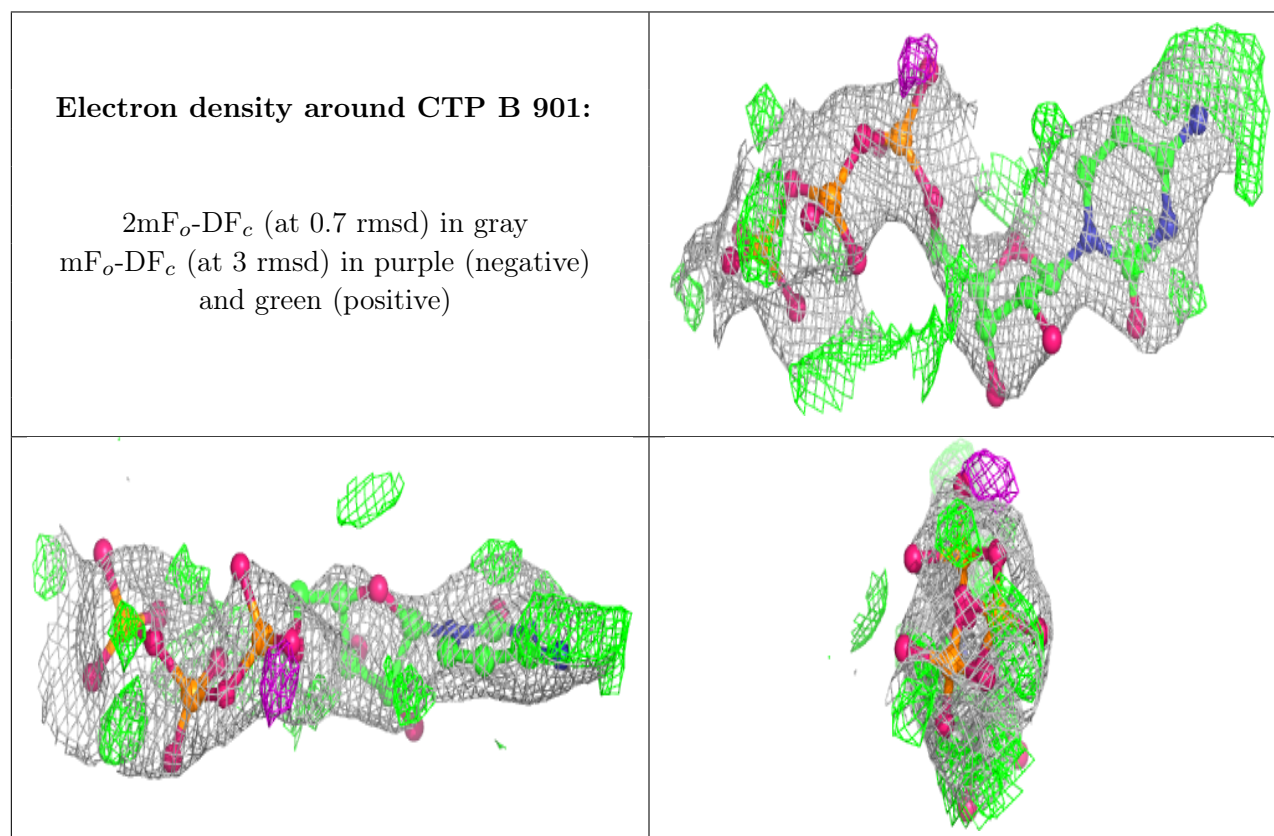 Electron density around CTP B 901:
2mFo-DFc (at 0.7 rmsd) in gray
mFo-DFc (at 3 rmsd) in purple (negative)
and green (positive)